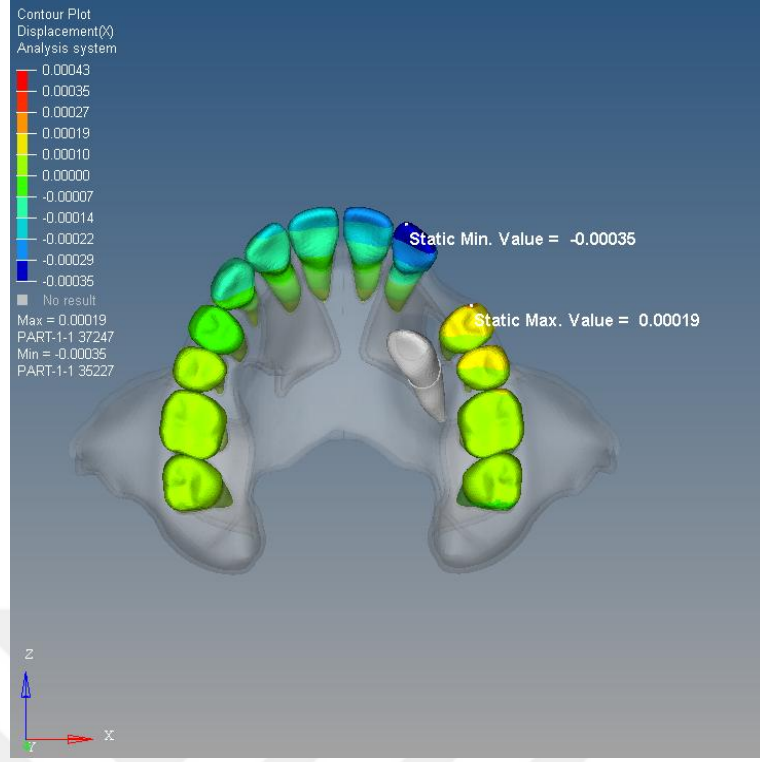 Contour Plot
Displacement(X)
Analysis system
0.00043
0.00035
0.00027
0.00019
0.00010
0.00000
-0.00007
-0.00014
-0.00022
-0.00029
-0.00035
No result
Max = 0.00019
PART-1-1 37247
Min = -0.00035
PART-1-1 35227
Static Min. Value = -0.00035
Static Max. Value = 0.00019
Z
X
Y